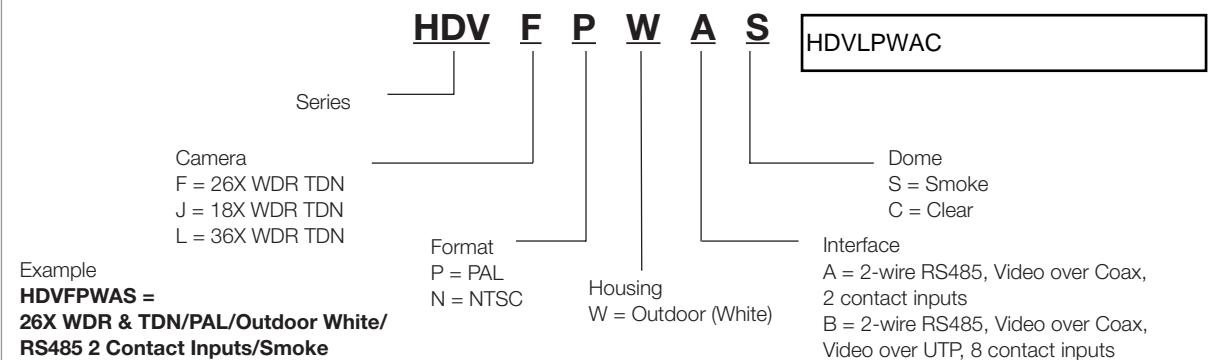 HDV F P W A S
HDVLPWAC
Series
Camera
F = 26X WDR TDN
J = 18X WDR TDN
L = 36X WDR TDN
Format
P = PAL
N = NTSC
Housing
W = Outdoor (White)
Dome
S = Smoke
C = Clear
Interface
A = 2-wire RS485, Video over Coax,
2 contact inputs
B = 2-wire RS485, Video over Coax,
Video over UTP, 8 contact inputs
Example
HDVFPWAS =
26X WDR & TDN/PAL/Outdoor White/
RS485 2 Contact Inputs/Smoke